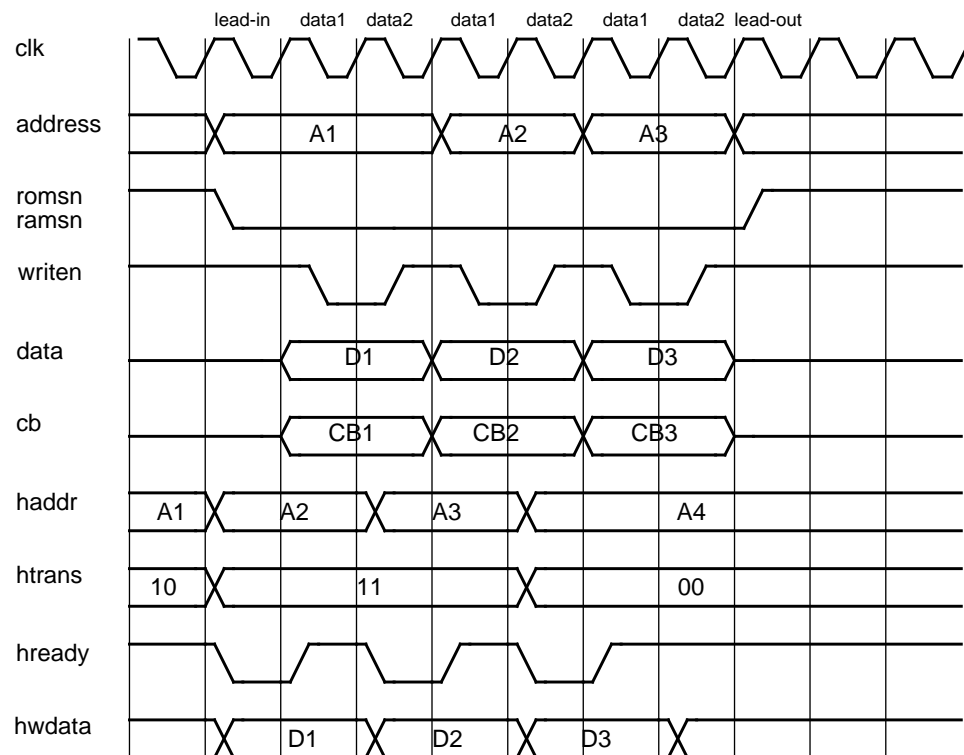 lead-in data1 data2 data1 data2 data1 data2 lead-out
clk
address A1 A2 A3
romsn
ramsn
writen
data D1 D2 D3
cb CB1 CB2 CB3
haddr A1 A2 A3 A4
htrans 10 11 00
hready
hwdata D1 D2 D3